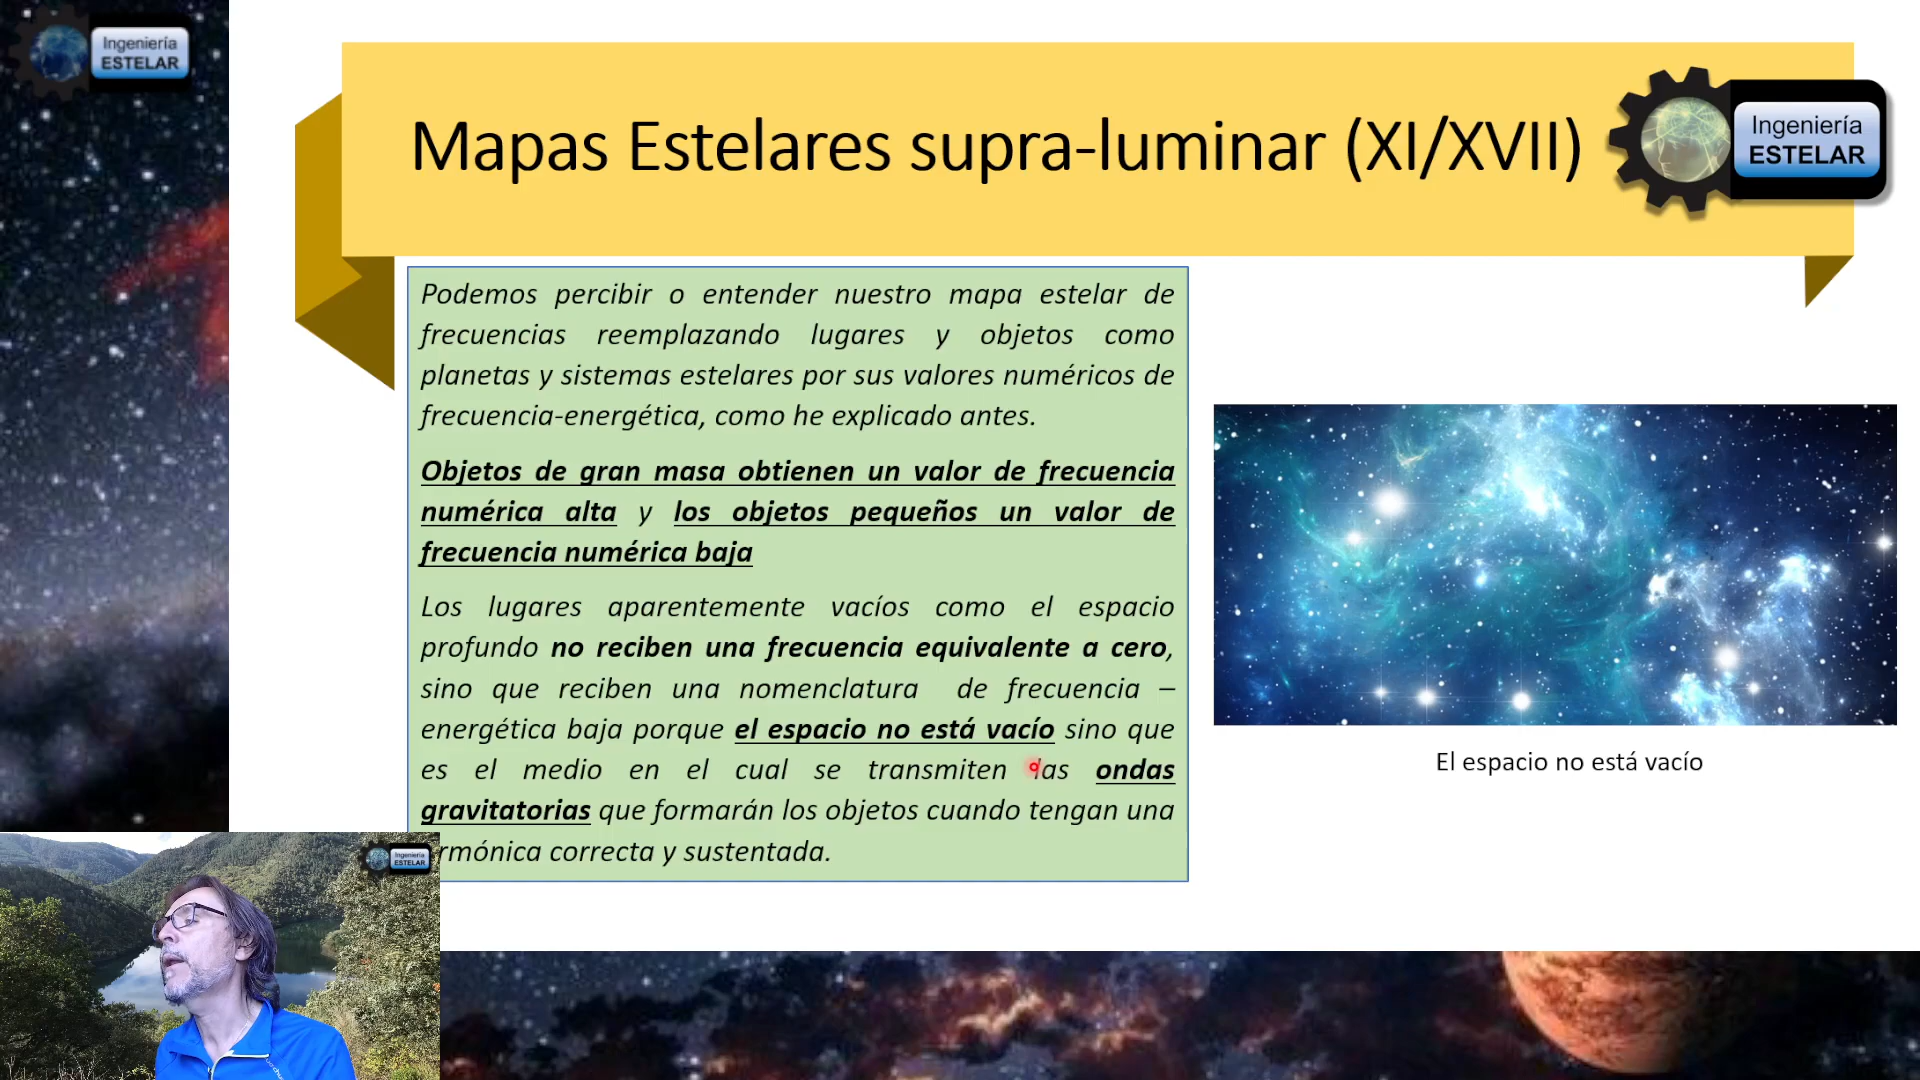 Ingeniería
ESTELAR
Mapas Estelares supra-luminar (XI/XVII)
Ingeniería
ESTELAR
Podemos percibir o entender nuestro mapa estelar de
frecuencias reemplazando lugares y objetos como
planetas y sistemas estelares por sus valores numéricos de
frecuencia-energética, como he explicado antes.
Objetos de gran masa obtienen un valor de frecuencia
numérica alta y los objetos pequeños un valor de
frecuencia numérica baja
Los lugares aparentemente vacíos como el espacio
profundo no reciben una frecuencia equivalente a cero,
sino que reciben una nomenclatura de frecuencia –
energética baja porque el espacio no está vacío sino que
es el medio en el cual se transmiten las ondas
gravitatorias que formarán los objetos cuando tengan una
rmónica correcta y sustentada.
El espacio no está vacío
Ingeniería
ESTELAR